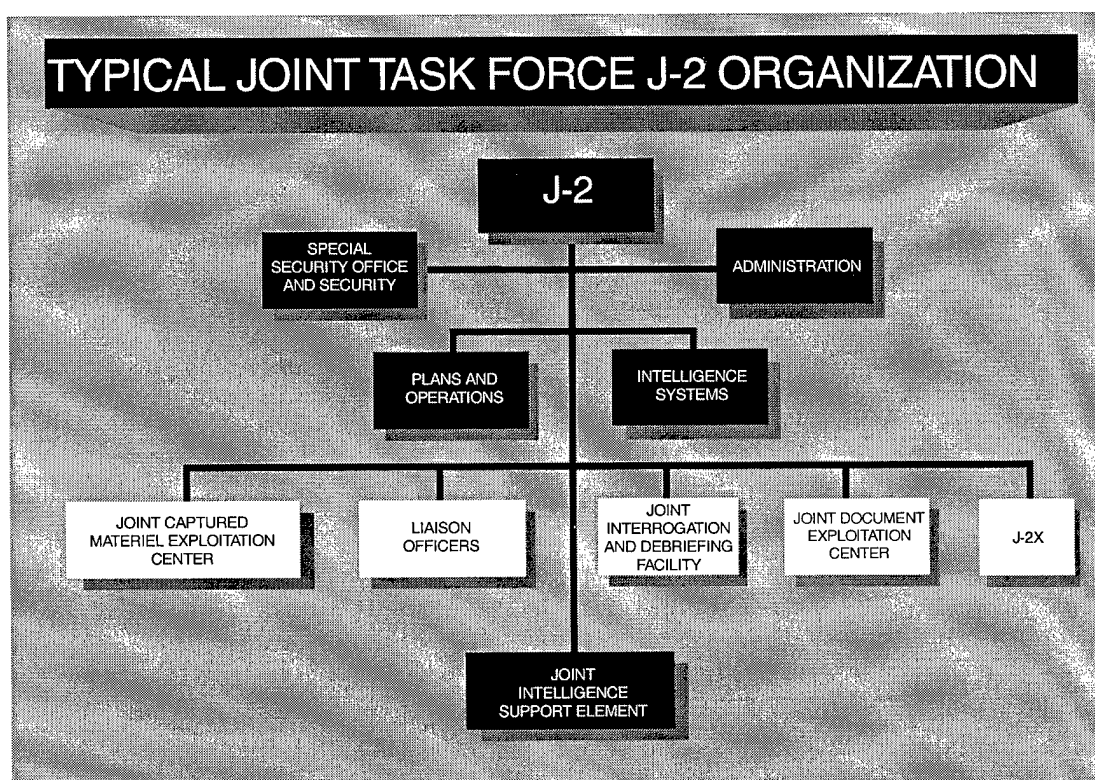 TYPICAL JOINT TASK FORCE J-2 ORGANIZATION
J-2
SPECIAL
SECURITY OFFICE
AND SECURITY
ADMINISTRATION
PLANS AND
OPERATIONS
INTELLIGENCE
SYSTEMS
JOINT CAPTURED
MATERIEL EXPLOITATION
CENTER
LIAISON
OFFICERS
JOINT
INTERROGATION
AND DEBRIEFING
FACILITY
JOINT DOCUMENT
EXPLOITATION
CENTER
J-2X
JOINT
INTELLIGENCE
SUPPORT ELEMENT